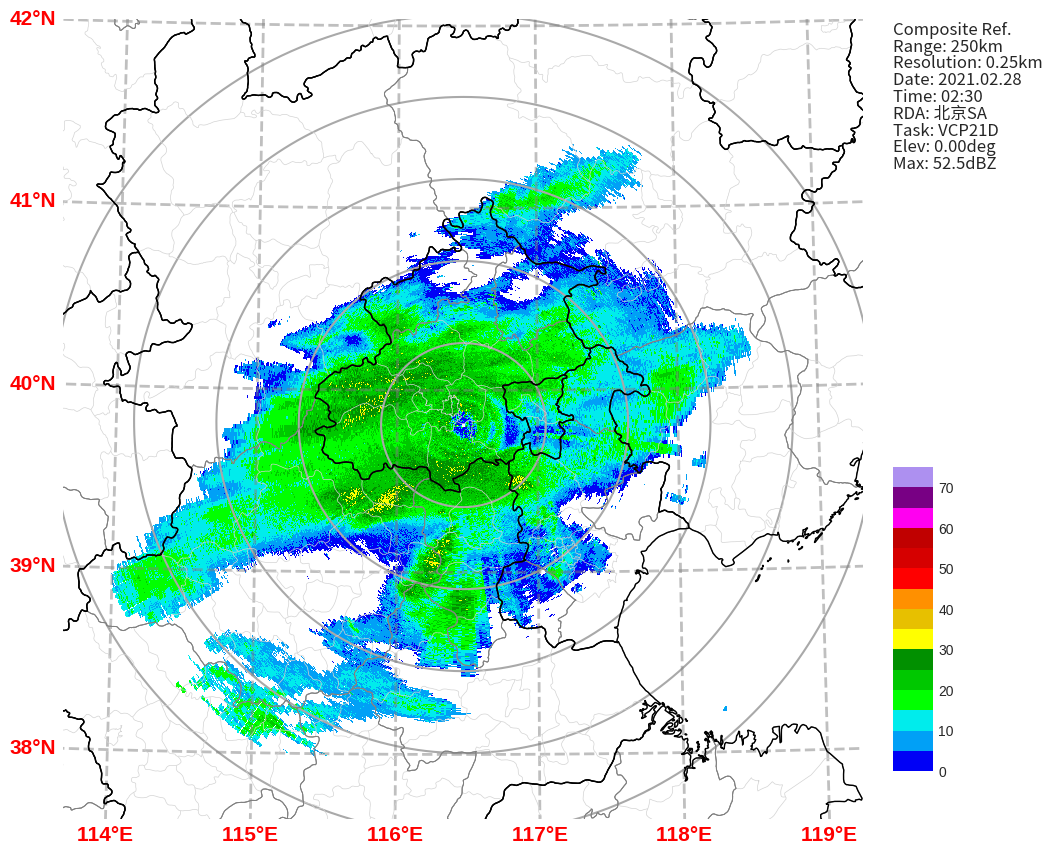 42°N
41°N
40°N
39°N
38°N
114°E
115°E
116°E
117°E
118°E
119°E
Composite Ref.
Range: 250km
Resolution: 0.25km
Date: 2021.02.28
Time: 02:30
RDA: 北京SA
Task: VCP21D
Elev: 0.00deg
Max: 52.5dBZ
70
60
50
40
30
20
10
0